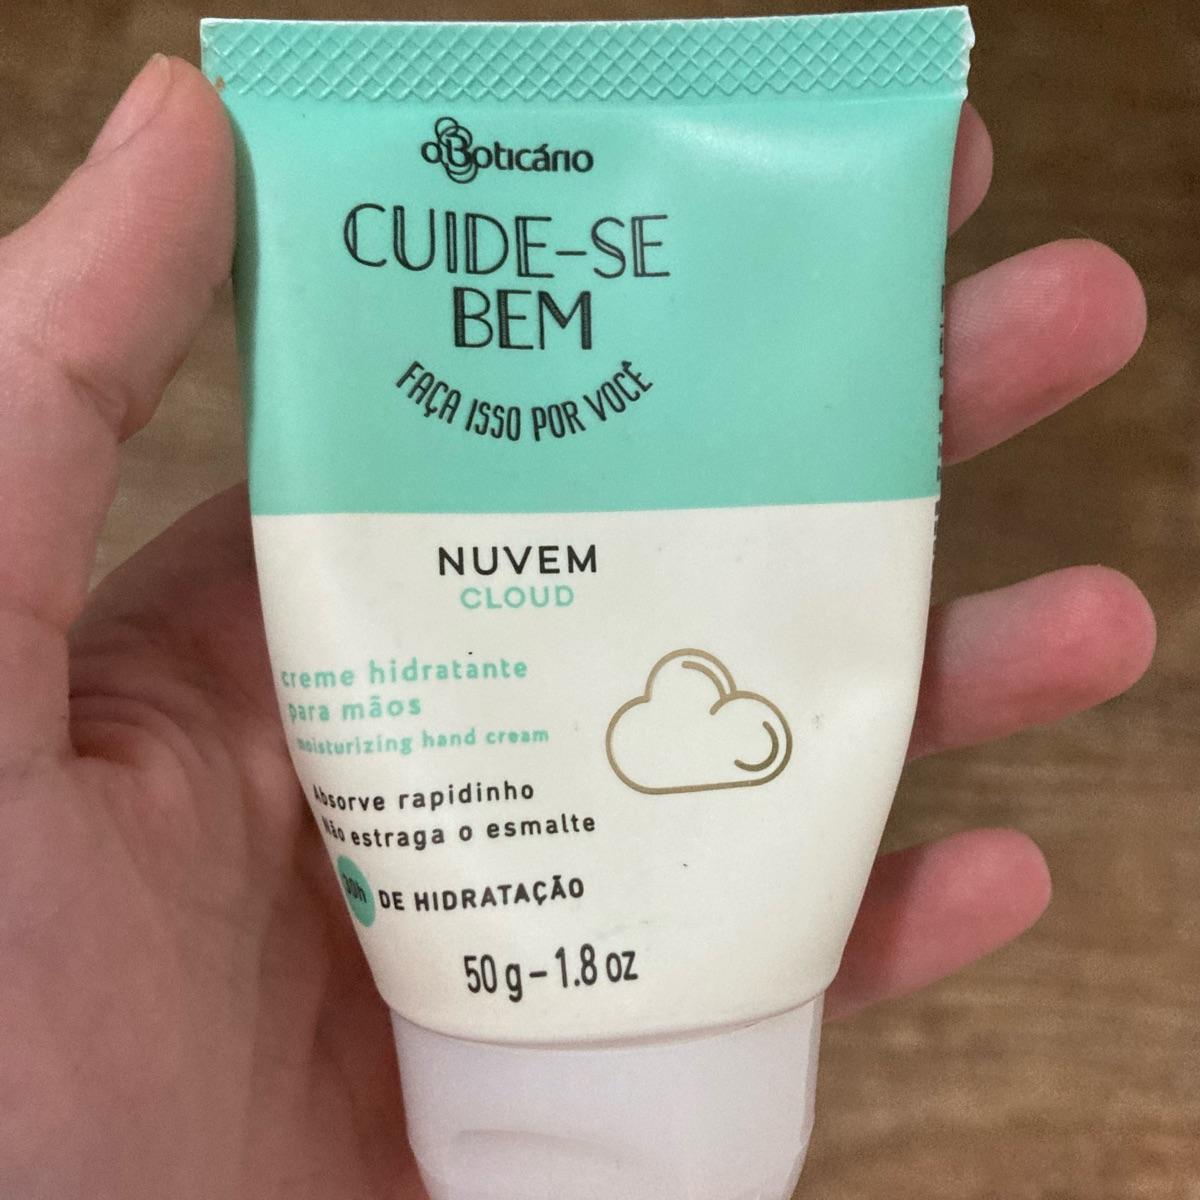 oBoticário
CUIDE-SE
BEM
FAÇA ISSO POR VOCÊ
NUVEM
CLOUD
creme hidratante
para mãos
moisturizing hand cream
Absorve rapidinho
Não estraga o esmalte
DE HIDRATAÇÃO
50 g – 1.8 oz